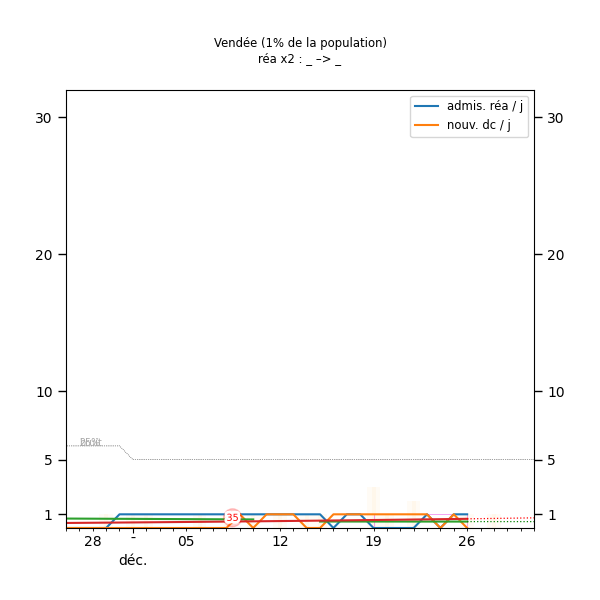 Vendée (1% de la population)
réa x2 : _ –> _
admis. réa / j
nouv. dc / j
30 30
20 20
10 10
5 5
35
1 1
28 - 05 12 19 26
déc.